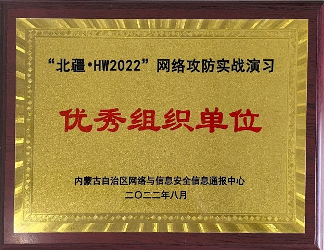 “北疆·HW2022”网络攻防实战演习
优秀组织单位
内蒙古自治区网络与信息安全信息通报中心
二〇二二年八月